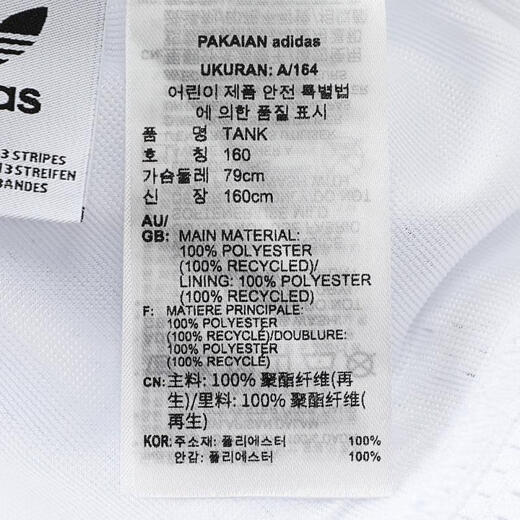 as
3 STRIPES
3 STREIFEN
BANDES
PAKAIAN adidas
UKURAN: A/164
어린이 제품 안전 특별법
에 의한 품질 표시
품 명 TANK
호 칭 160
가슴둘레 79cm
신 장 160cm
AU/
GB: MAIN MATERIAL:
100% POLYESTER
(100% RECYCLED)/
LINING: 100% POLYESTER
(100% RECYCLED)
F: MATIERE PRINCIPALE:
100% POLYESTER
(100% RECYCLÉ)/DOUBLURE:
100% POLYESTER
(100% RECYCLÉ)
CN: 主料: 100% 聚酯纤维(再
生)/里料: 100% 聚酯纤维(
再生)
KOR: 주소재: 폴리에스터 100%
안감: 폴리에스터 100%